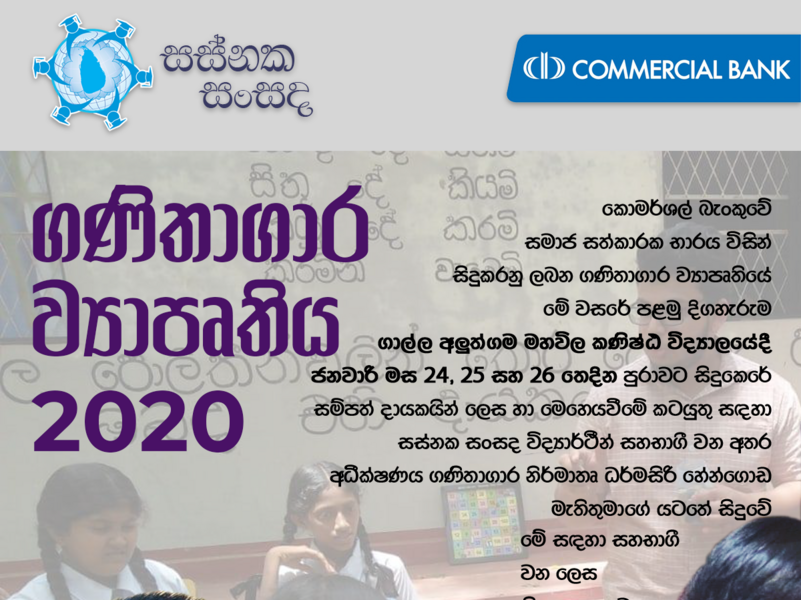 සස්නක
සංසද
COMMERCIAL BANK
ගණිතාගාර
ව්‍යාපෘතිය
2020
කොමර්ශල් බැංකුවේ
සමාජ සත්කාරක භාරය විසින්
සිදුකරනු ලබන ගණිතාගාර ව්‍යාපෘතියේ
මේ වසරේ පළමු දිගහැරුම
ගාල්ල අලුත්ගම මහවිල කණිෂ්ඨ විද්‍යාලයේදී
ජනවාරි මස 24, 25 සහ 26 තෙදින පුරාවට සිදුකෙරේ
සම්පත් දායකයින් ලෙස හා මෙහෙයවීමේ කටයුතු සඳහා
සස්නක සංසද විද්‍යාර්ථීන් සහභාගී වන අතර
අධීක්ෂණය ගණිතාගාර නිර්මාතෘ ධර්මසිරි හේන්ගොඩ
මැතිතුමාගේ යටතේ සිදුවේ
මේ සඳහා සහභාගී
වන ලෙස
සිතු දේ කියමි
දේ කරමි